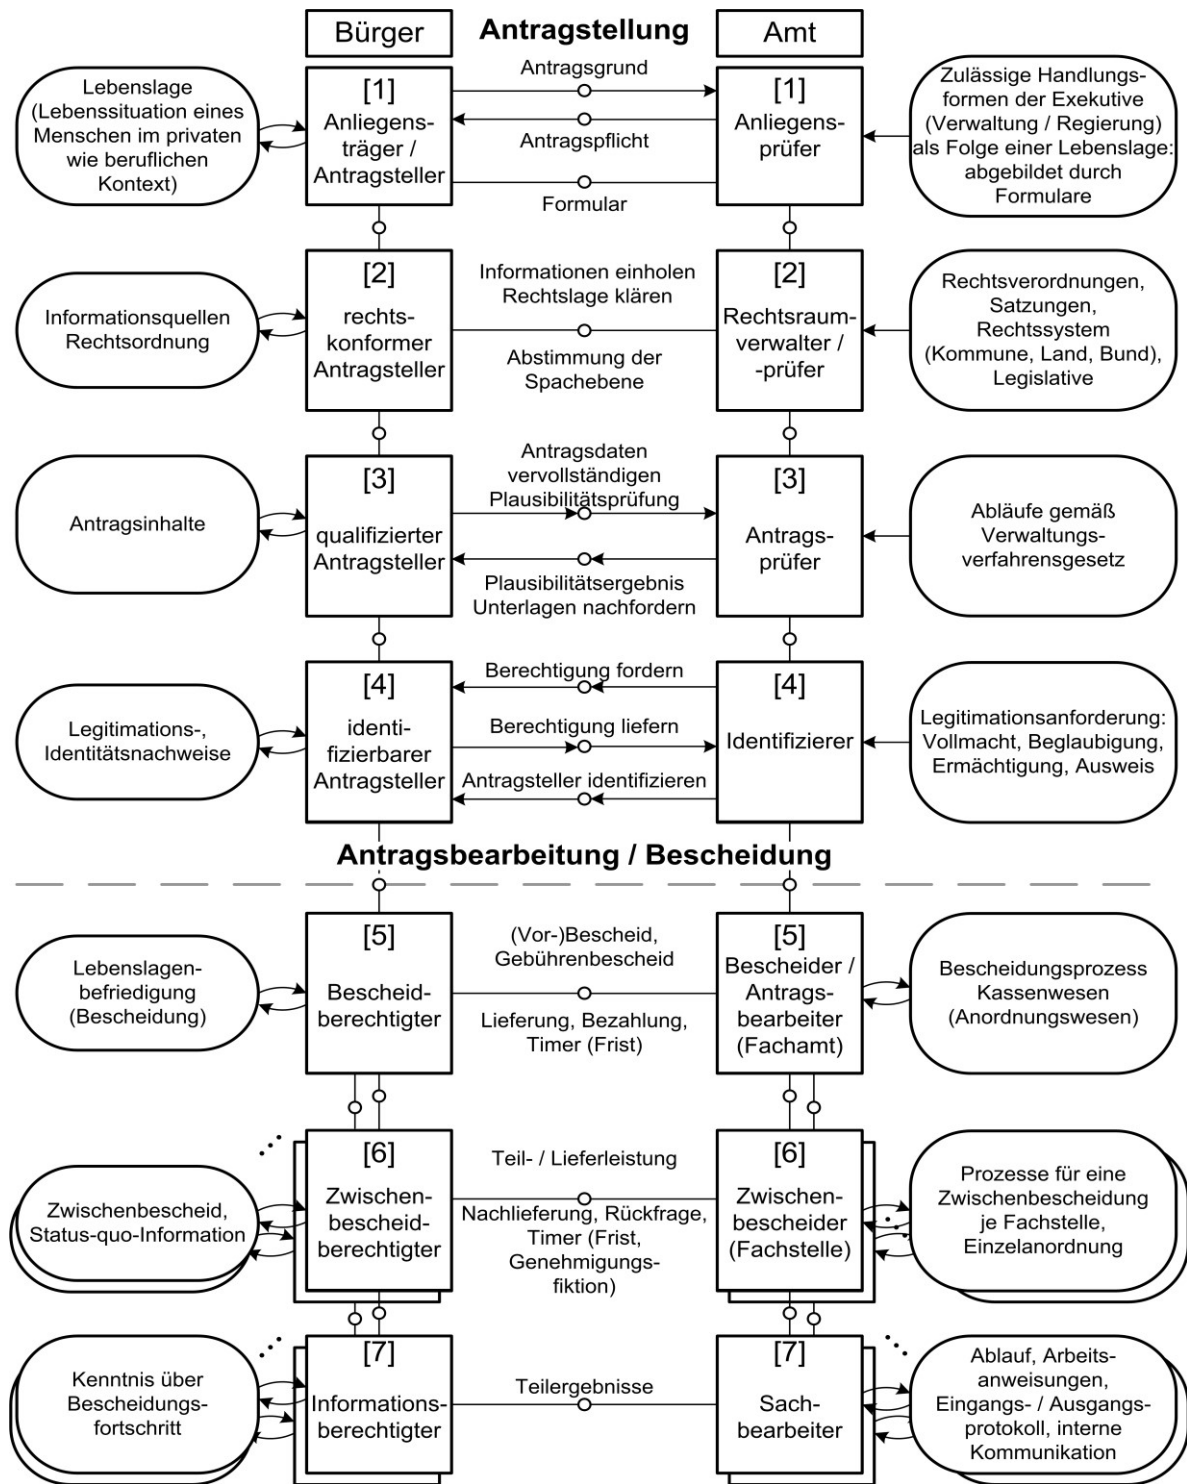 Bürger
Antragstellung
Amt
Lebenslage
(Lebenssituation eines
Menschen im privaten
wie beruflichen
Kontext)
[1]
Anliegens-
träger /
Antragsteller
Antragsgrund
Antragspflicht
Formular
[1]
Anliegens-
prüfer
Zulässige Handlungs-
formen der Exekutive
(Verwaltung / Regierung)
als Folge einer Lebenslage:
abgebildet durch
Formulare
Informationsquellen
Rechtsordnung
[2]
rechts-
konformer
Antragsteller
Informationen einholen
Rechtslage klären
Abstimmung der
Spachebene
[2]
Rechtsraum-
verwalter /
-prüfer
Rechtsverordnungen,
Satzungen,
Rechtssystem
(Kommune, Land, Bund),
Legislative
Antragsinhalte
[3]
qualifizierter
Antragsteller
Antragsdaten
vervollständigen
Plausibilitätsprüfung
Plausibilitätsergebnis
Unterlagen nachfordern
[3]
Antrags-
prüfer
Abläufe gemäß
Verwaltungs-
verfahrensgesetz
Legitimations-,
Identitätsnachweise
[4]
identi-
fizierbarer
Antragsteller
Berechtigung fordern
Berechtigung liefern
Antragsteller identifizieren
[4]
Identifizierer
Legitimationsanforderung:
Vollmacht, Beglaubigung,
Ermächtigung, Ausweis
Antragsbearbeitung / Bescheidung
Lebenslagen-
befriedigung
(Bescheidung)
[5]
Bescheid-
berechtigter
(Vor-)Bescheid,
Gebührenbescheid
Lieferung, Bezahlung,
Timer (Frist)
[5]
Bescheider /
Antrags-
bearbeiter
(Fachamt)
Bescheidungsprozess
Kassenwesen
(Anordnungswesen)
Zwischenbescheid,
Status-quo-Information
[6]
Zwischen-
bescheid-
berechtigter
Teil- / Lieferleistung
Nachlieferung, Rückfrage,
Timer (Frist,
Genehmigungs-
fiktion)
[6]
Zwischen-
bescheider
(Fachstelle)
Prozesse für eine
Zwischenbescheidung
je Fachstelle,
Einzelanordnung
Kenntnis über
Bescheidungs-
fortschritt
[7]
Informations-
berechtigter
Teilergebnisse
[7]
Sach-
bearbeiter
Ablauf, Arbeits-
anweisungen,
Eingangs- / Ausgangs-
protokoll, interne
Kommunikation